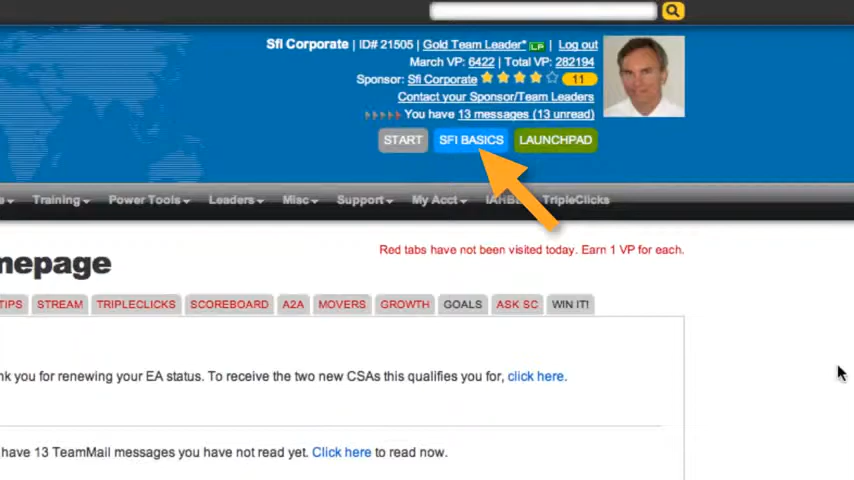 Sfi Corporate | ID# 21505 | Gold Team Leader* LP | Log out
March VP: 6422 | Total VP: 282194
Sponsor: Sfi Corporate 11
Contact your Sponsor/Team Leaders
You have 13 messages (13 unread)
START SFI BASICS LAUNCHPAD
Training Power Tools Leaders Misc Support My Acct TripleClicks
Red tabs have not been visited today. Earn 1 VP for each.
mepage
TIPS STREAM TRIPLECLICKS SCOREBOARD A2A MOVERS GROWTH GOALS ASK SC WIN IT!
nk you for renewing your EA status. To receive the two new CSAs this qualifies you for, click here.
have 13 TeamMail messages you have not read yet. Click here to read now.